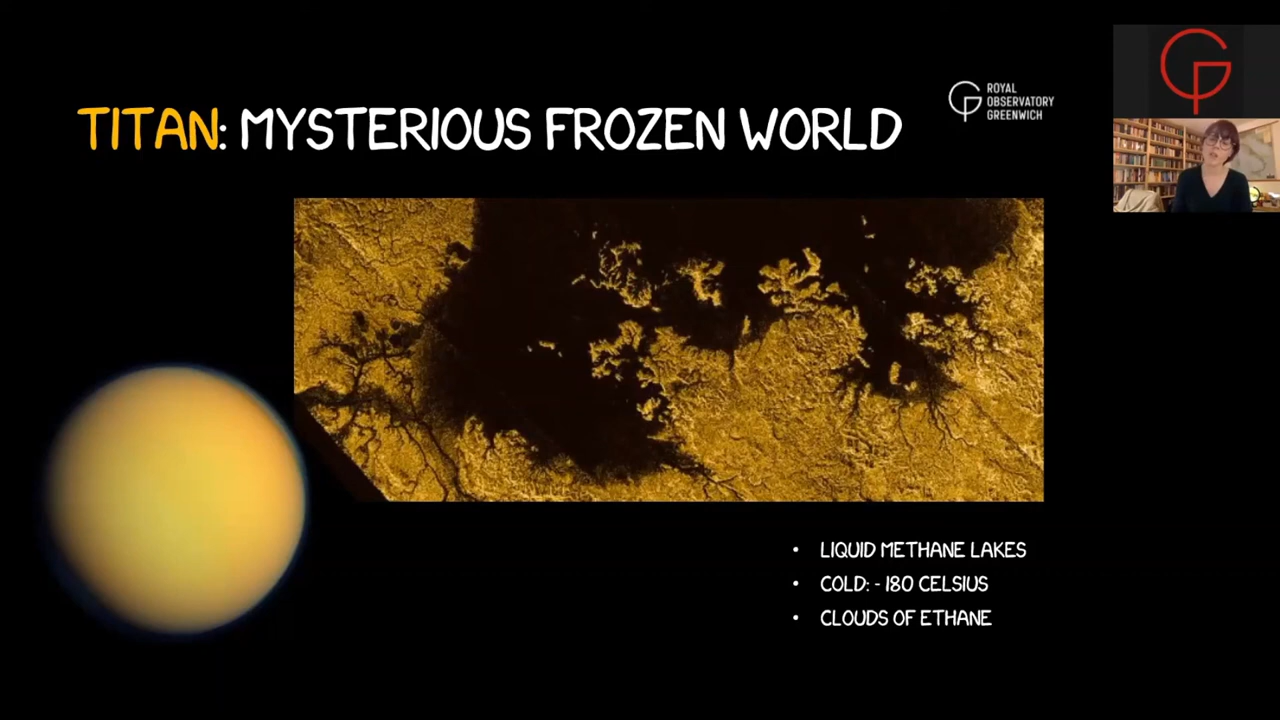 TITAN: MYSTERIOUS FROZEN WORLD
ROYAL
OBSERVATORY
GREENWICH
• LIQUID METHANE LAKES
• COLD: - 180 CELSIUS
• CLOUDS OF ETHANE